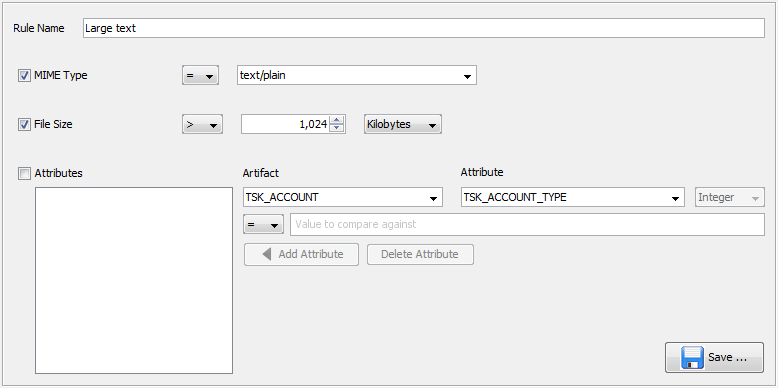 Rule Name Large text
MIME Type = text/plain
File Size > 1,024 Kilobytes
Attributes Artifact Attribute
TSK_ACCOUNT TSK_ACCOUNT_TYPE Integer
= Value to compare against
Add Attribute Delete Attribute
Save ...